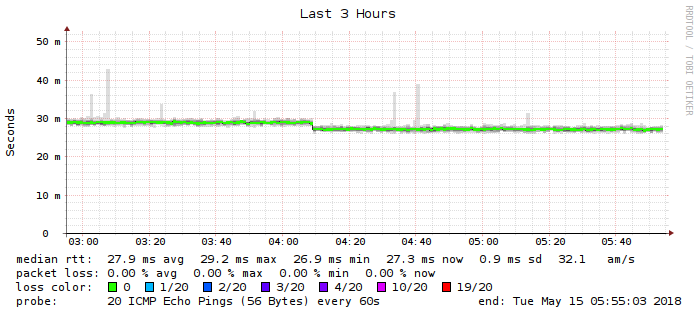 Last 3 Hours
RRDTOOL / TOBI OETIKER
Seconds
50 m
40 m
30 m
20 m
10 m
0
03:00 03:20 03:40 04:00 04:20 04:40 05:00 05:20 05:40
median rtt: 27.9 ms avg 29.2 ms max 26.9 ms min 27.3 ms now 0.9 ms sd 32.1 am/s
packet loss: 0.00 % avg 0.00 % max 0.00 % min 0.00 % now
loss color: 0 1/20 2/20 3/20 4/20 10/20 19/20
probe: 20 ICMP Echo Pings (56 Bytes) every 60s end: Tue May 15 05:55:03 2018